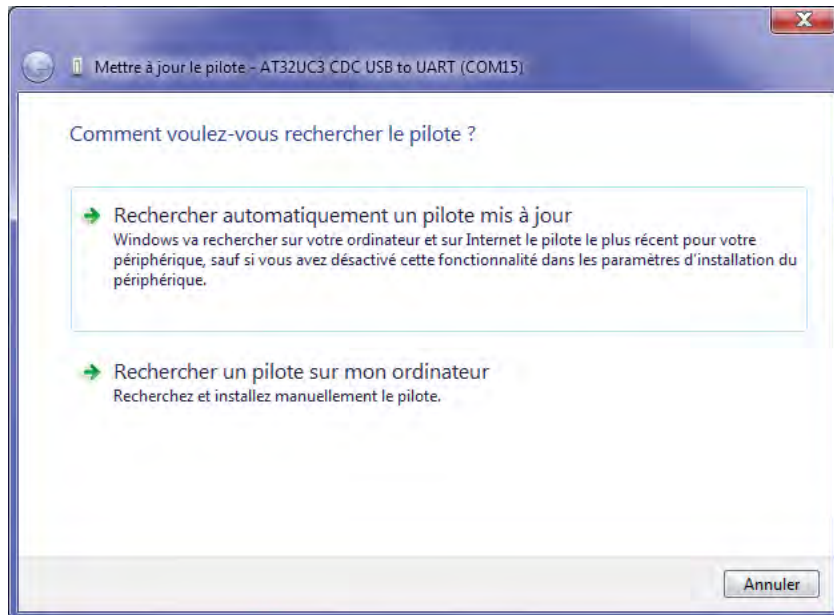 Mettre à jour le pilote - AT32UC3 CDC USB to UART (COM15)
Comment voulez-vous rechercher le pilote ?
Rechercher automatiquement un pilote mis à jour
Windows va rechercher sur votre ordinateur et sur Internet le pilote le plus récent pour votre
périphérique, sauf si vous avez désactivé cette fonctionnalité dans les paramètres d'installation du
périphérique.
Rechercher un pilote sur mon ordinateur
Recherchez et installez manuellement le pilote.
Annuler